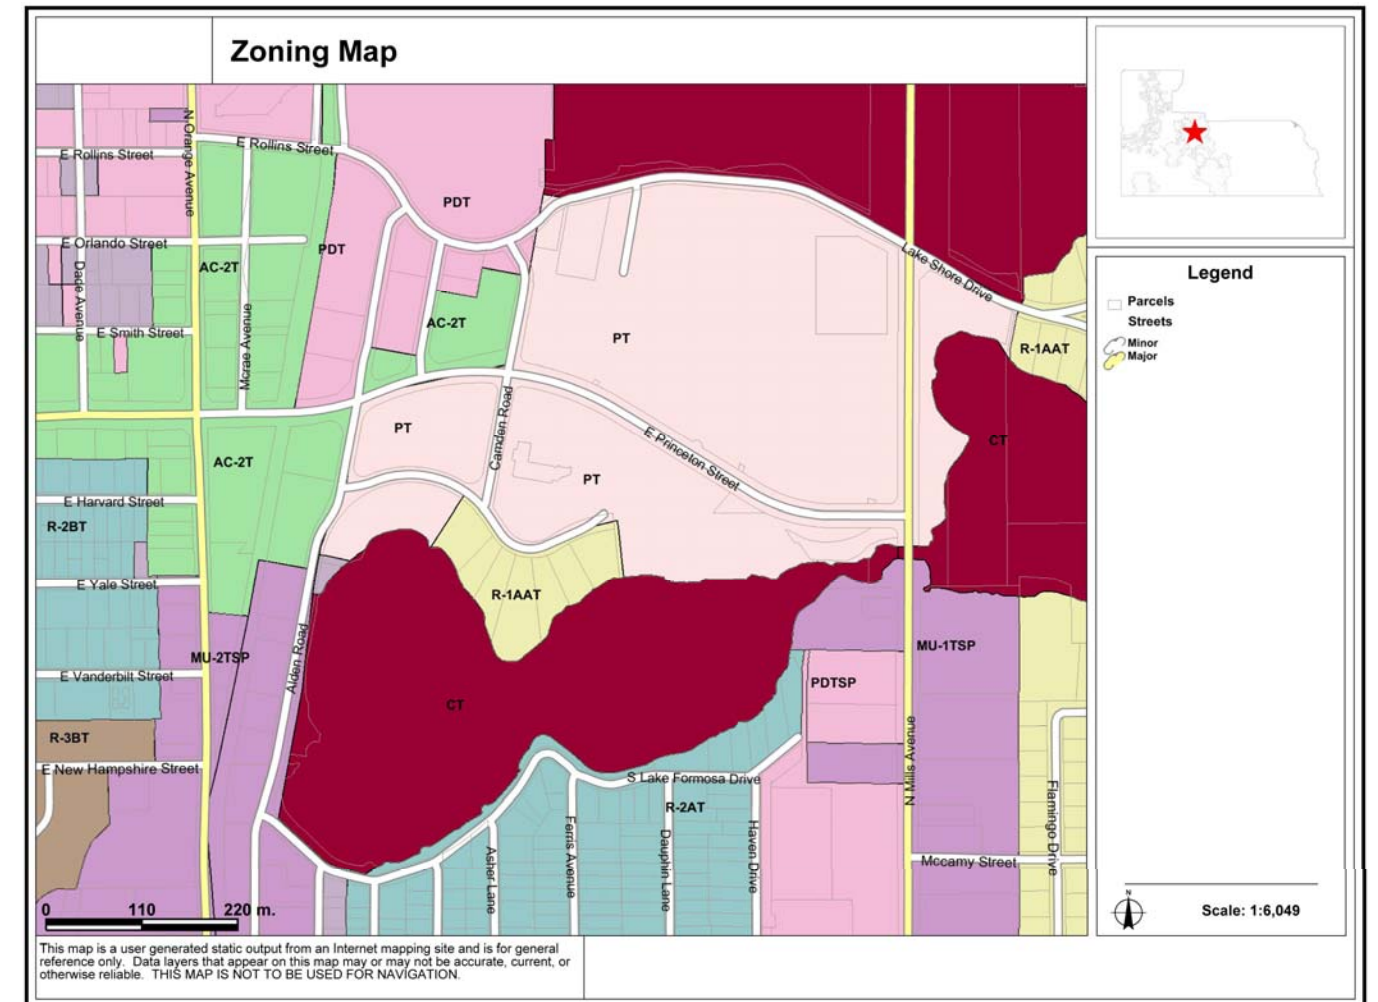 Zoning Map
N Orange Avenue
E Rollins Street
E Rollins Street
PDT
E Orlando Street
PDT
AC-2T
Dade Avenue
Lake Shore Drive
E Smith Street
Mcrae Avenue
AC-2T
PT
R-1AAT
PT
Camden Road
E Princeton Street
CT
AC-2T
PT
E Harvard Street
R-2BT
E Yale Street
R-1AAT
Alden Road
MU-2TSP
MU-1TSP
E Vanderbilt Street
PDTSP
CT
R-3BT
N Mills Avenue
E New Hampshire Street
S Lake Formosa Drive
R-2AT
Flamingo Drive
Asher Lane
Ferris Avenue
Dauphin Lane
Haven Drive
Mccamy Street
0 110 220 m.
Legend
Parcels
Streets
Minor
Major
N
Scale: 1:6,049
This map is a user generated static output from an Internet mapping site and is for general
reference only. Data layers that appear on this map may or may not be accurate, current, or
otherwise reliable. THIS MAP IS NOT TO BE USED FOR NAVIGATION.